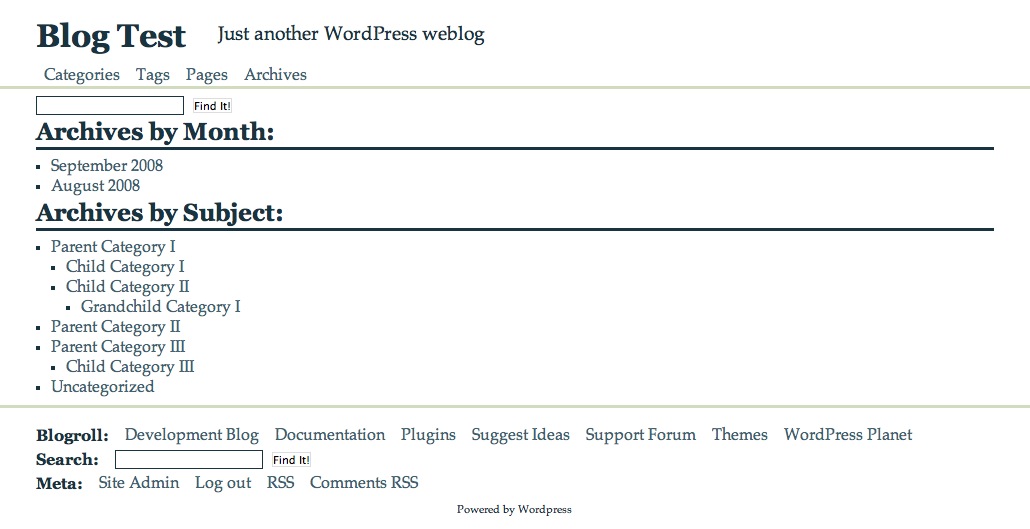 Blog Test Just another WordPress weblog
Categories Tags Pages Archives
Find It!
Archives by Month:
September 2008
August 2008
Archives by Subject:
Parent Category I
Child Category I
Child Category II
Grandchild Category I
Parent Category II
Parent Category III
Child Category III
Uncategorized
Blogroll: Development Blog Documentation Plugins Suggest Ideas Support Forum Themes WordPress Planet
Search: Find It!
Meta: Site Admin Log out RSS Comments RSS
Powered by Wordpress